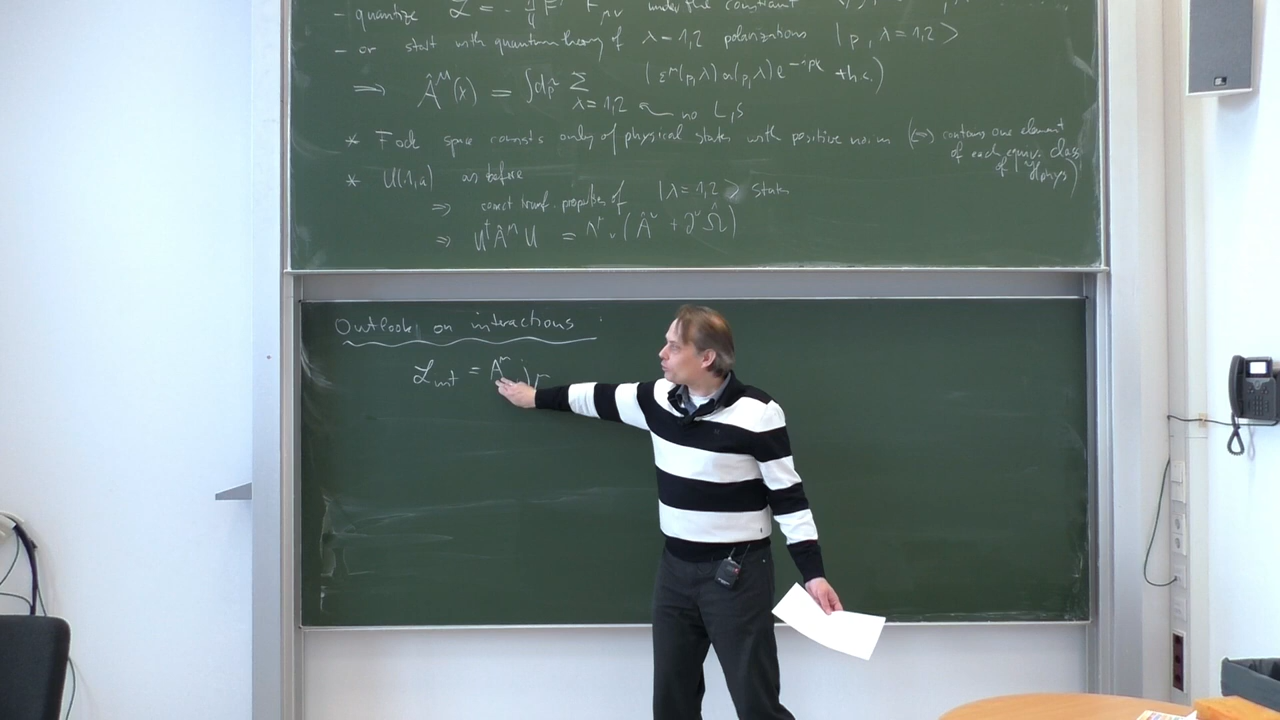 - quantize ℒ = - 1/4 F F_μν under the constraint
- or start with quantum theory of λ=1,2 polarizations |p, λ=1,2>
⟹ Â^μ(x) = ∫dp̃ Σ_{λ=1,2} (ε^μ(p,λ) a(p,λ) e^{-ipx} + h.c.)
no L,S
* Fock space consists only of physical states with positive norm (⟺ contains one element of each equiv. class of ℋphys)
* U(Λ,a) as before
⟹ correct transf. properties of |λ=1,2> states
⟹ U†Â^μ U = Λ^μ_ν (Â^ν + ∂^ν Ω̂)
Outlook on interactions
ℒ_int = A^μ j_μ